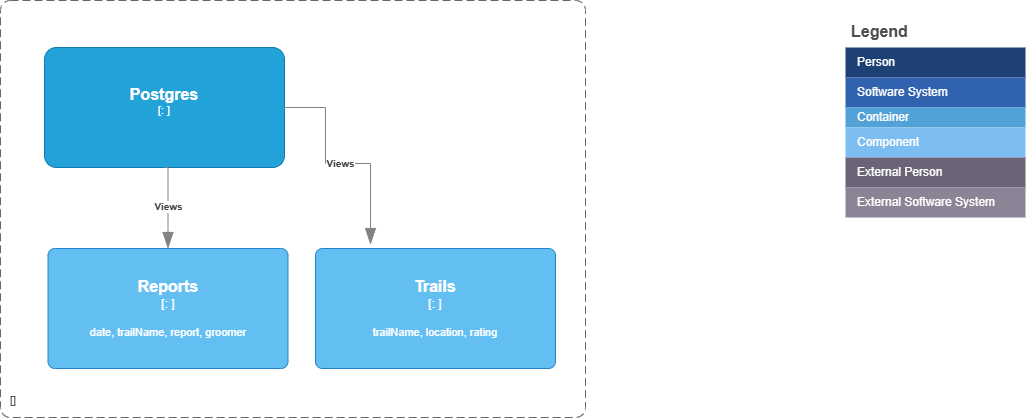 Postgres
[: ]
Views
Views
Reports
[: ]
date, trailName, report, groomer
Trails
[: ]
trailName, location, rating
[]
Legend
Person
Software System
Container
Component
External Person
External Software System